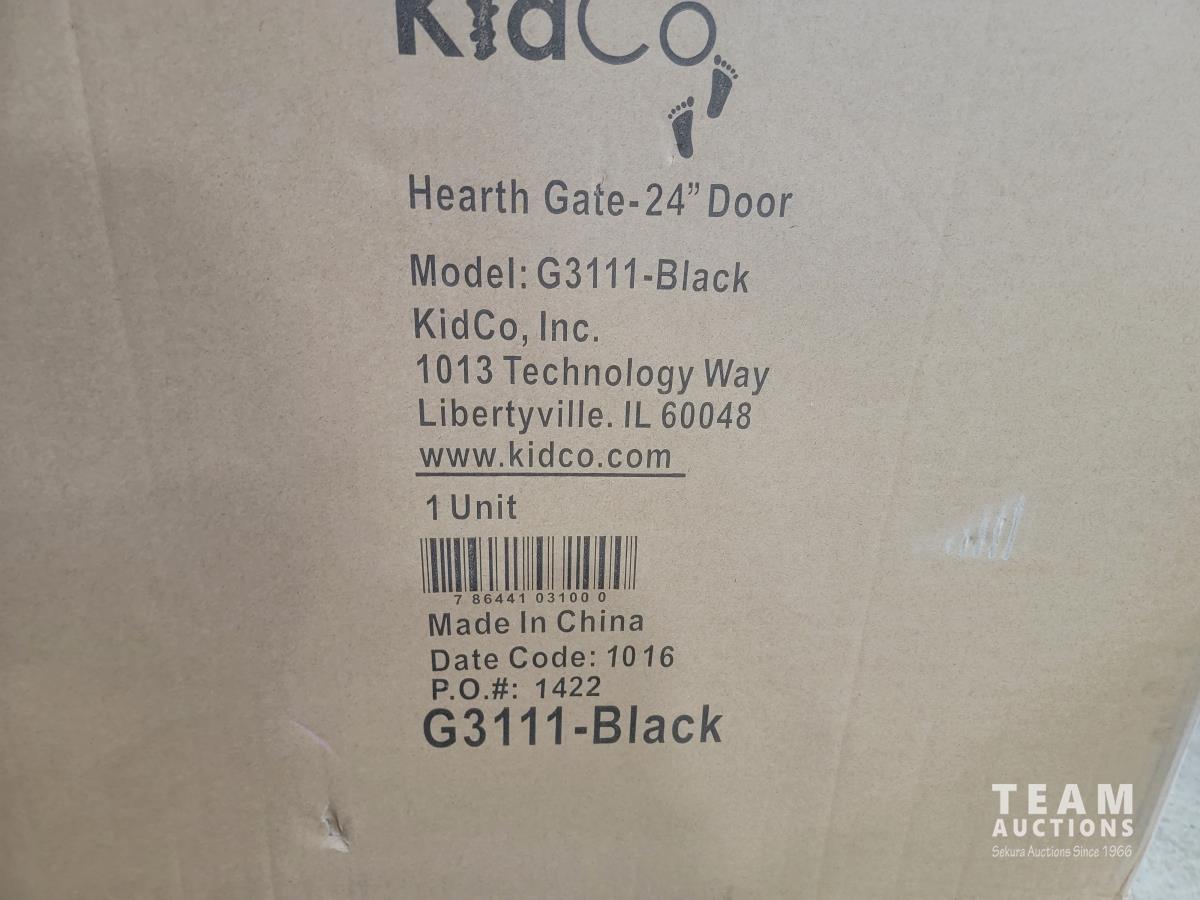 KidCo
Hearth Gate-24” Door
Model: G3111-Black
KidCo, Inc.
1013 Technology Way
Libertyville. IL 60048
www.kidco.com
1 Unit
7 86441 03100 0
Made In China
Date Code: 1016
P.O.#: 1422
G3111-Black
TEAM
AUCTIONS
Sekura Auctions Since 1966